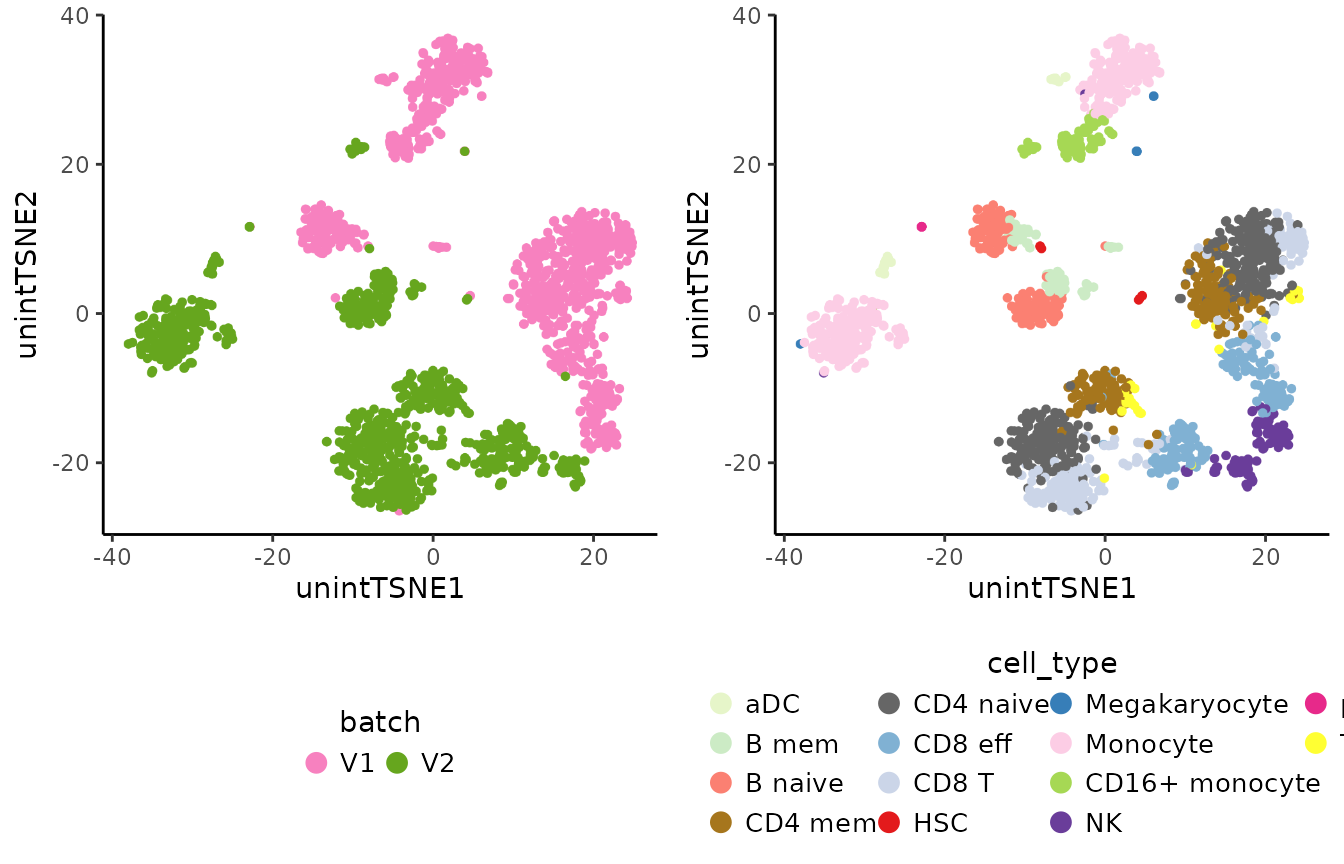 40
20
0
-20
unintTSNE2
-40 -20 0 20
unintTSNE1
batch
V1 V2
40
20
0
-20
unintTSNE2
-40 -20 0 20
unintTSNE1
cell_type
aDC CD4 naive Megakaryocyte
B mem CD8 eff Monocyte
B naive CD8 T CD16+ monocyte
CD4 mem HSC NK